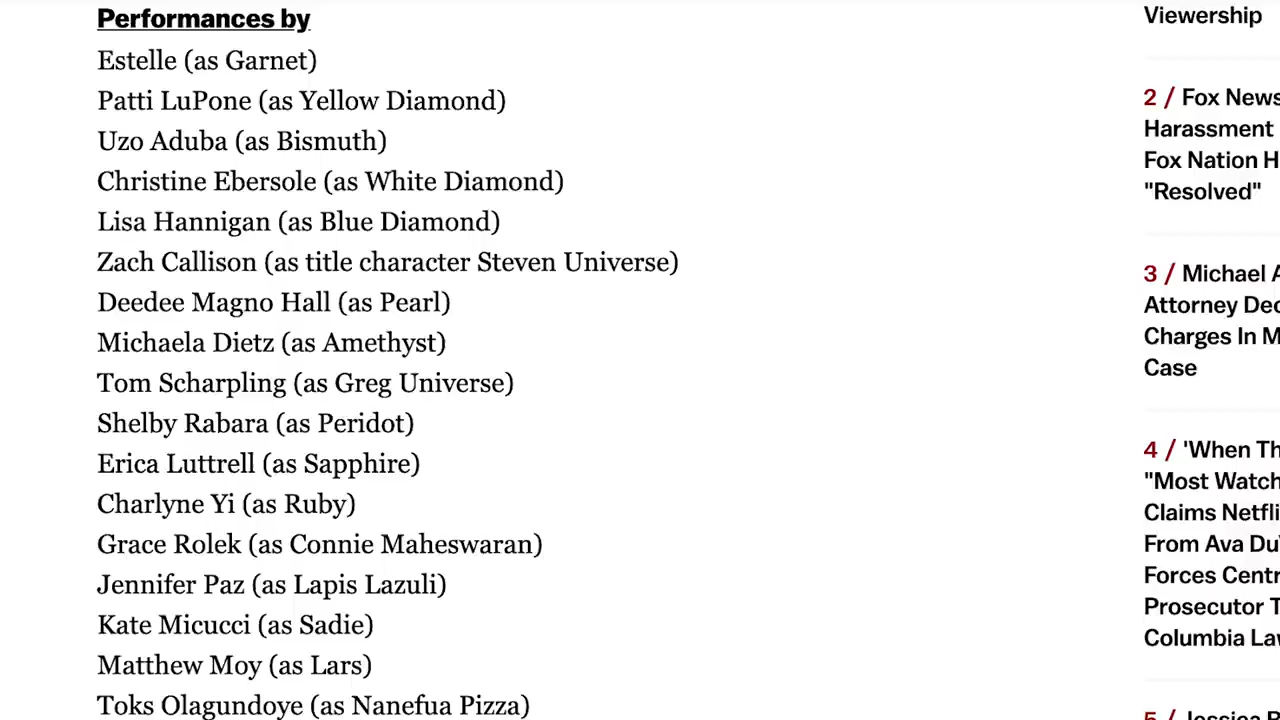 Performances by
Estelle (as Garnet)
Patti LuPone (as Yellow Diamond)
Uzo Aduba (as Bismuth)
Christine Ebersole (as White Diamond)
Lisa Hannigan (as Blue Diamond)
Zach Callison (as title character Steven Universe)
Deedee Magno Hall (as Pearl)
Michaela Dietz (as Amethyst)
Tom Scharpling (as Greg Universe)
Shelby Rabara (as Peridot)
Erica Luttrell (as Sapphire)
Charlyne Yi (as Ruby)
Grace Rolek (as Connie Maheswaran)
Jennifer Paz (as Lapis Lazuli)
Kate Micucci (as Sadie)
Matthew Moy (as Lars)
Toks Olagundoye (as Nanefua Pizza)
Viewership
2 / Fox News
Harassment
Fox Nation H
"Resolved"
3 / Michael A
Attorney Dec
Charges In M
Case
4 / 'When Th
"Most Watch
Claims Netfli
From Ava Du
Forces Centr
Prosecutor T
Columbia La
5 / Jessica